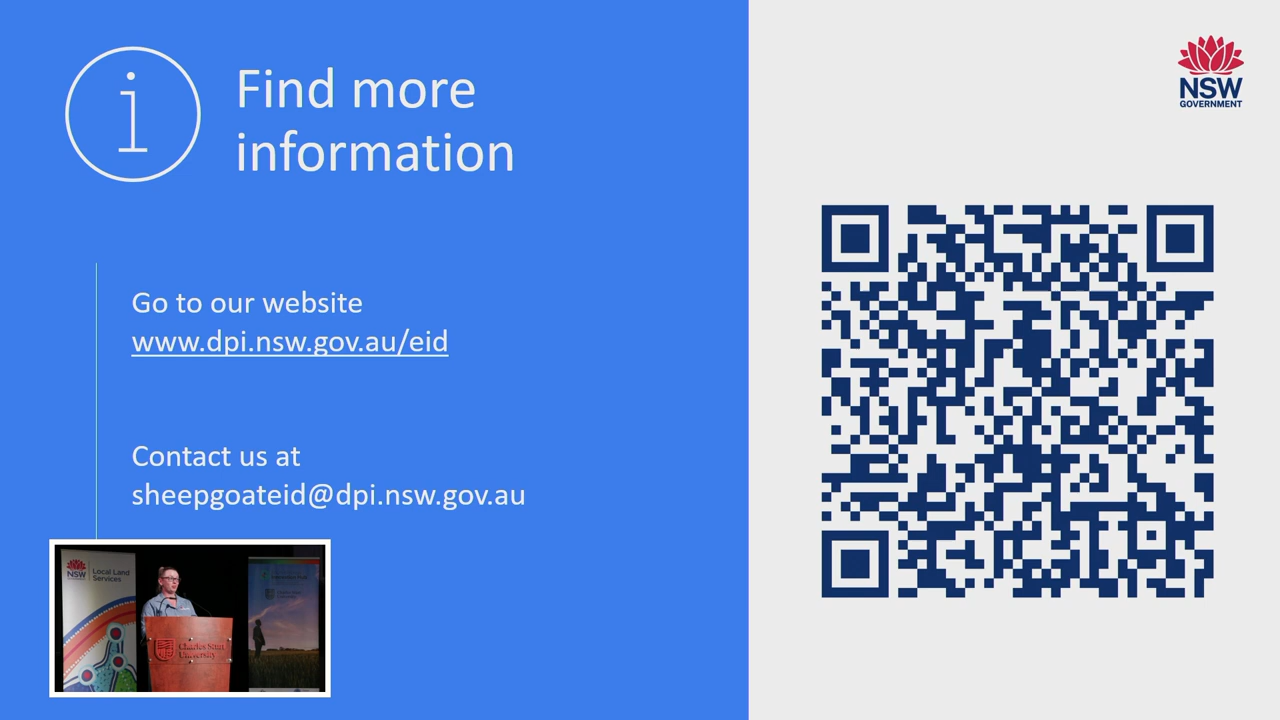 Find more
information
NSW
GOVERNMENT
Go to our website
www.dpi.nsw.gov.au/eid
Contact us at
sheepgoateid@dpi.nsw.gov.au
NSW
Local Land
Services
Charles Sturt
University